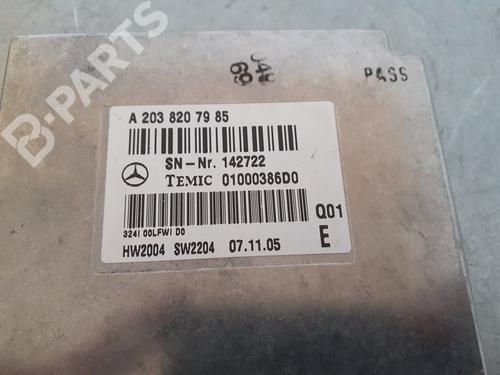 B-PARTS
PASS
A 203 820 79 85
SN-Nr. 142722
TEMIC 01000386D0
324I 00LFWI D0
Q01
HW2004 SW2204 07.11.05
E